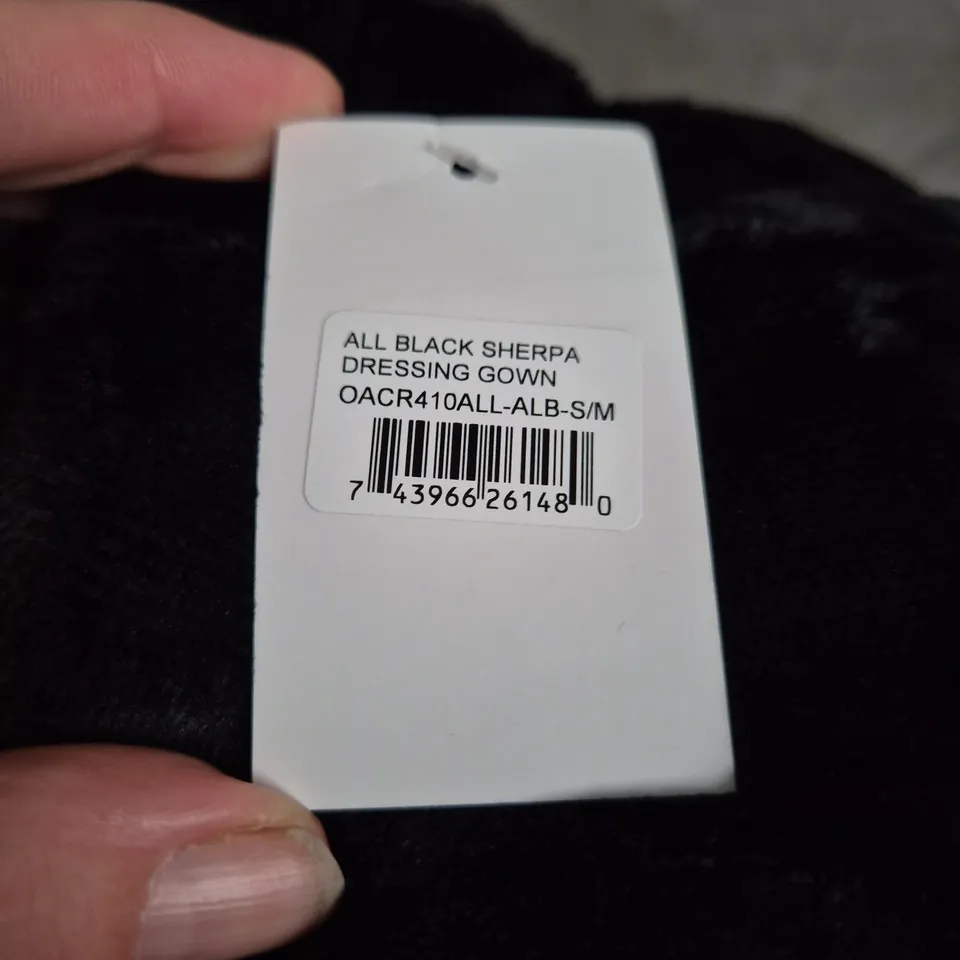 ALL BLACK SHERPA
DRESSING GOWN
OACR410ALL-ALB-S/M
7 43966 26148 0